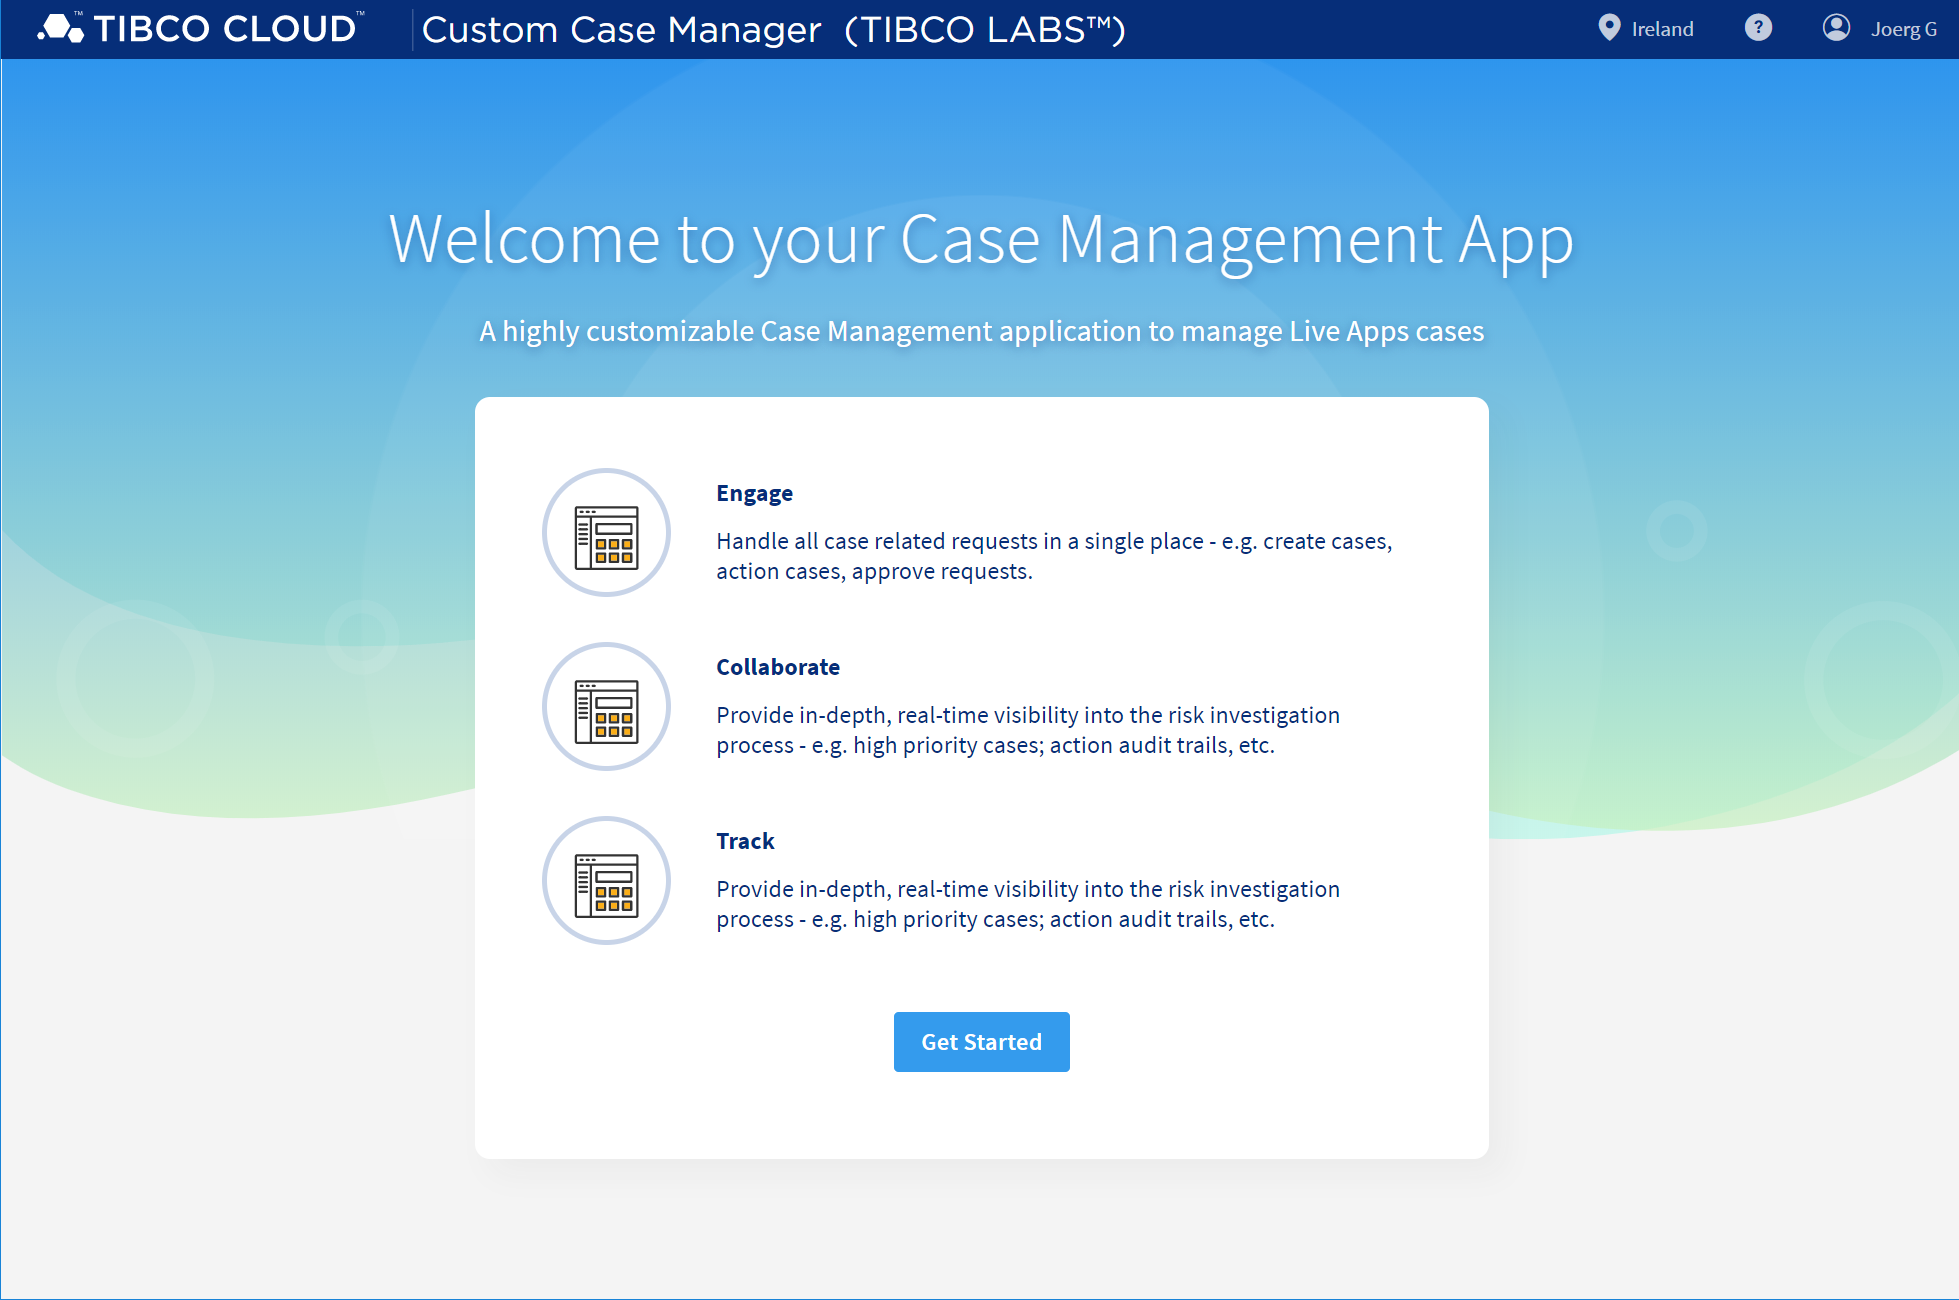 TIBCO CLOUD™ Custom Case Manager (TIBCO LABS™) Ireland ? Joerg G
Welcome to your Case Management App
A highly customizable Case Management application to manage Live Apps cases
Engage
Handle all case related requests in a single place - e.g. create cases,
action cases, approve requests.
Collaborate
Provide in-depth, real-time visibility into the risk investigation
process - e.g. high priority cases; action audit trails, etc.
Track
Provide in-depth, real-time visibility into the risk investigation
process - e.g. high priority cases; action audit trails, etc.
Get Started